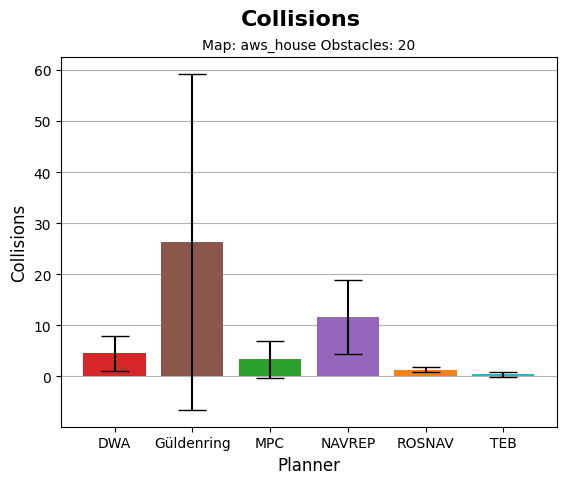 Collisions
Map: aws_house Obstacles: 20
60
50
40
30
20
10
0
Collisions
DWA Güldenring MPC NAVREP ROSNAV TEB
Planner